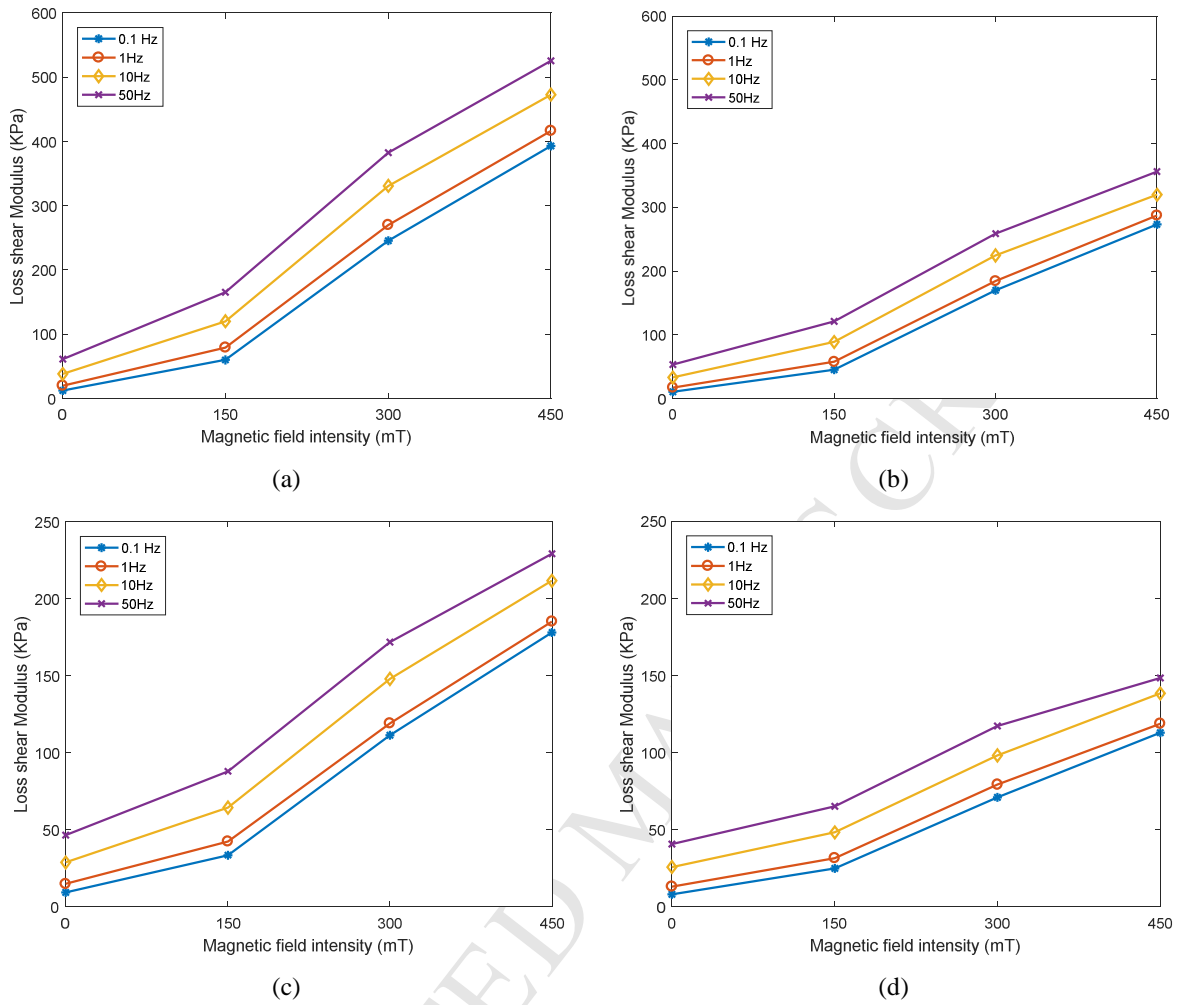 600
500
400
300
200
100
0
0 150 300 450
Loss shear Modulus (KPa)
Magnetic field intensity (mT)
0.1 Hz
1Hz
10Hz
50Hz
(a)
600
500
400
300
200
100
0
0 150 300 450
Loss shear Modulus (KPa)
Magnetic field intensity (mT)
0.1 Hz
1Hz
10Hz
50Hz
(b)
250
200
150
100
50
0
0 150 300 450
Loss shear Modulus (KPa)
Magnetic field intensity (mT)
0.1 Hz
1Hz
10Hz
50Hz
(c)
250
200
150
100
50
0
0 150 300 450
Loss shear Modulus (KPa)
Magnetic field intensity (mT)
0.1 Hz
1Hz
10Hz
50Hz
(d)